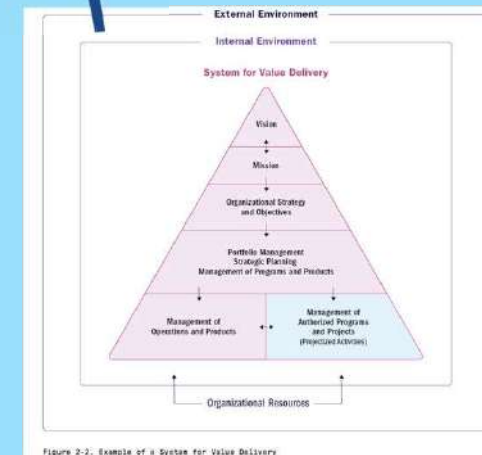 External Environment
Internal Environment
System for Value Delivery
Vision
Mission
Organizational Strategy
and Objectives
Portfolio Management
Strategic Planning
Management of Programs and Products
Management of
Operations and Products
Management of
Authorized Programs
and Projects
(Projectized Activities)
Organizational Resources
Figure 2-2. Example of a System for Value Delivery